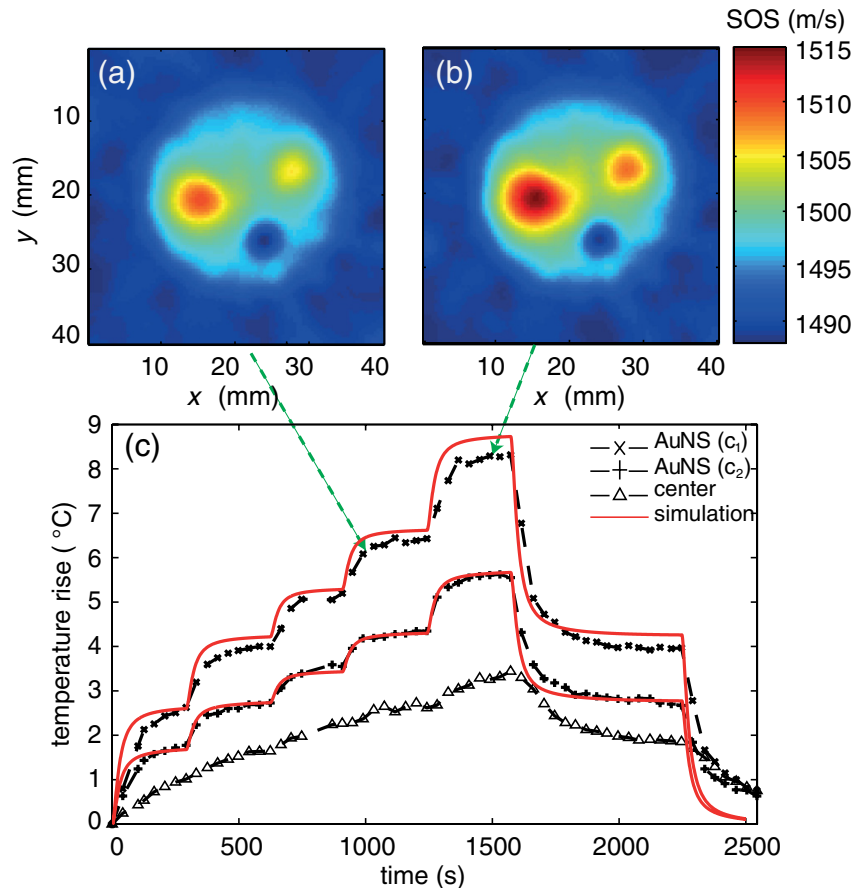 SOS (m/s)
(a)
(b)
1515
1510
1505
1500
1495
1490
10
20
30
40
y (mm)
10 20 30 40
x (mm)
10 20 30 40
x (mm)
(c)
AuNS (c₁)
AuNS (c₂)
center
simulation
9
8
7
6
5
4
3
2
1
0
temperature rise ( °C)
0 500 1000 1500 2000 2500
time (s)